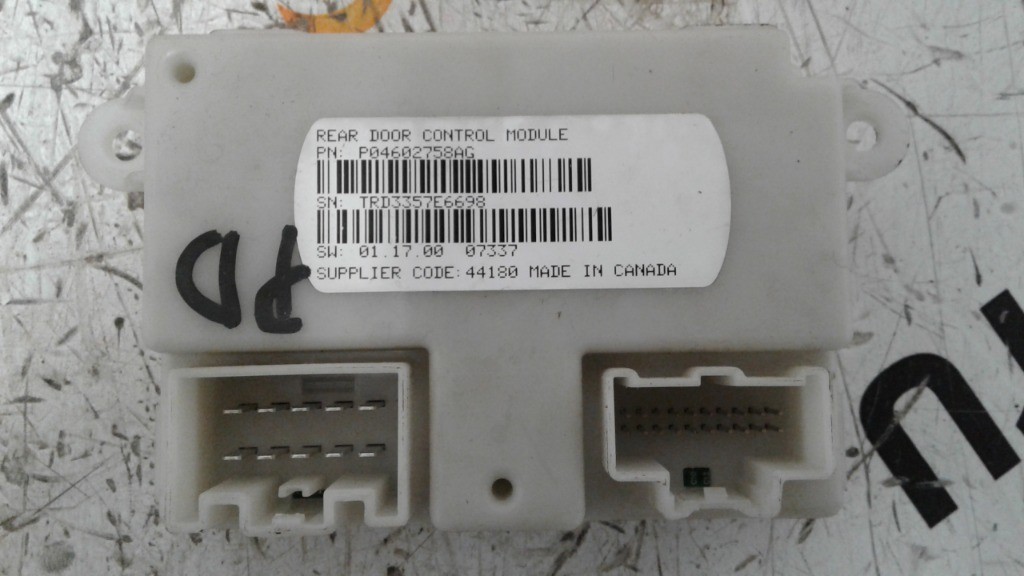 REAR DOOR CONTROL MODULE
PN: P04602758AG
SN: TRD3357E6698
SW: 01.17.00 07337
SUPPLIER CODE: 44180 MADE IN CANADA